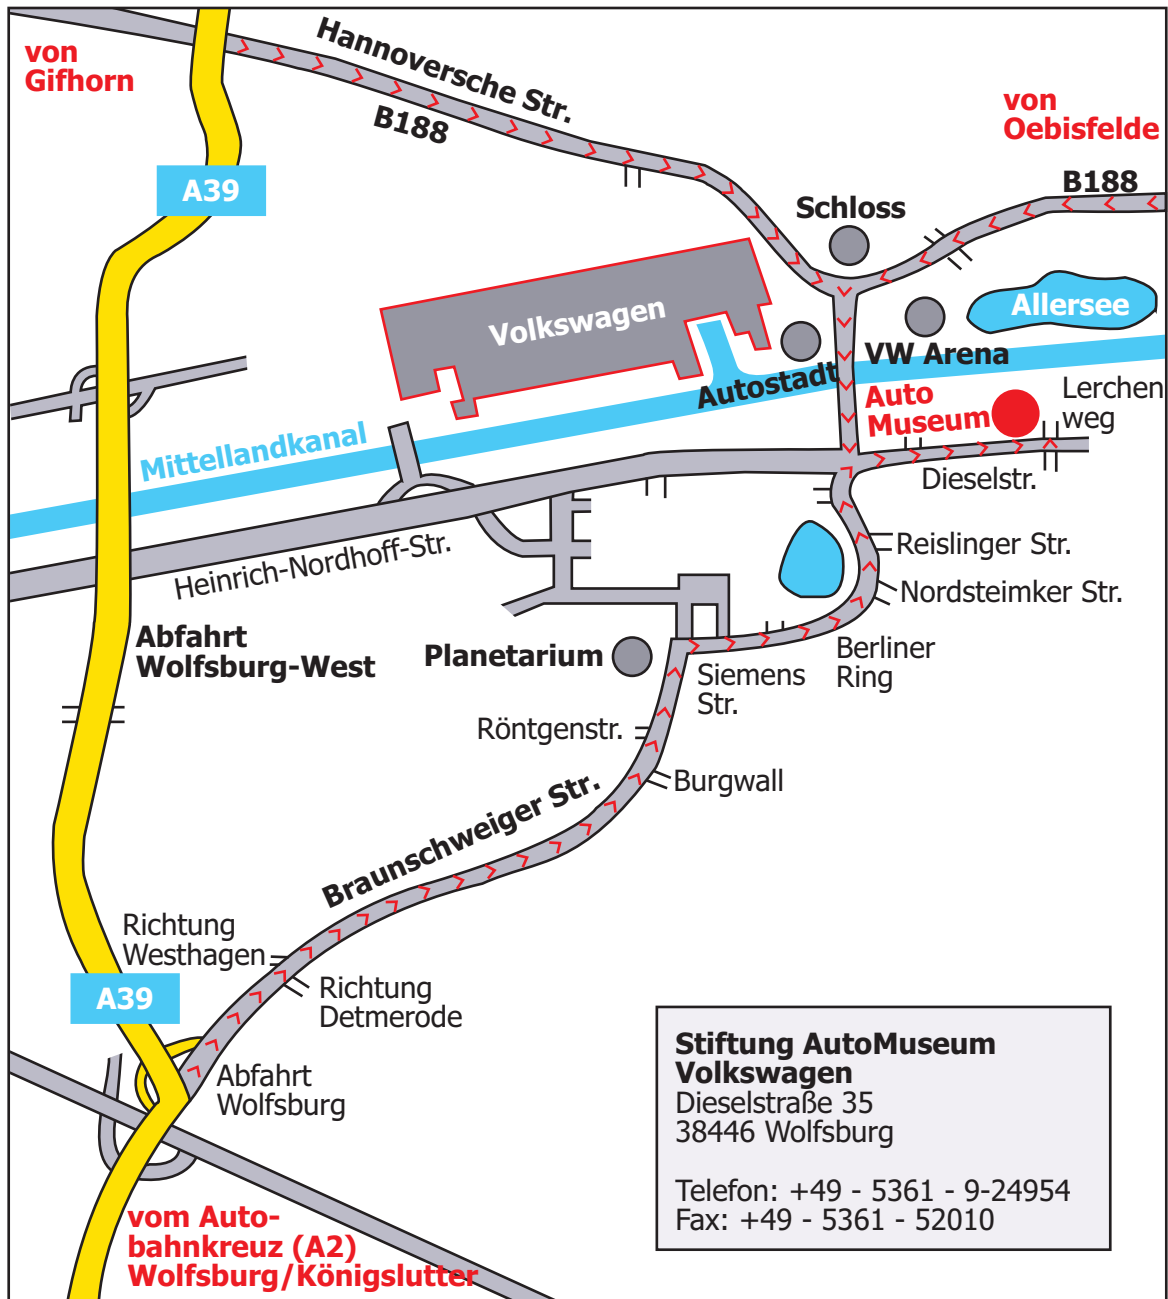 von
Gifhorn
Hannoversche Str.
B188
von
Oebisfelde
B188
A39
Schloss
Volkswagen
Allersee
VW Arena
Autostadt
Auto
Museum
Lerchen
weg
Mittellandkanal
Dieselstr.
Heinrich-Nordhoff-Str.
Reislinger Str.
Nordsteimker Str.
Abfahrt
Wolfsburg-West
Planetarium
Berliner
Ring
Siemens
Str.
Röntgenstr.
Burgwall
Braunschweiger Str.
Richtung
Westhagen
A39
Richtung
Detmerode
Abfahrt
Wolfsburg
Stiftung AutoMuseum
Volkswagen
Dieselstraße 35
38446 Wolfsburg
Telefon: +49 - 5361 - 9-24954
Fax: +49 - 5361 - 52010
vom Auto-
bahnkreuz (A2)
Wolfsburg/Königslutter